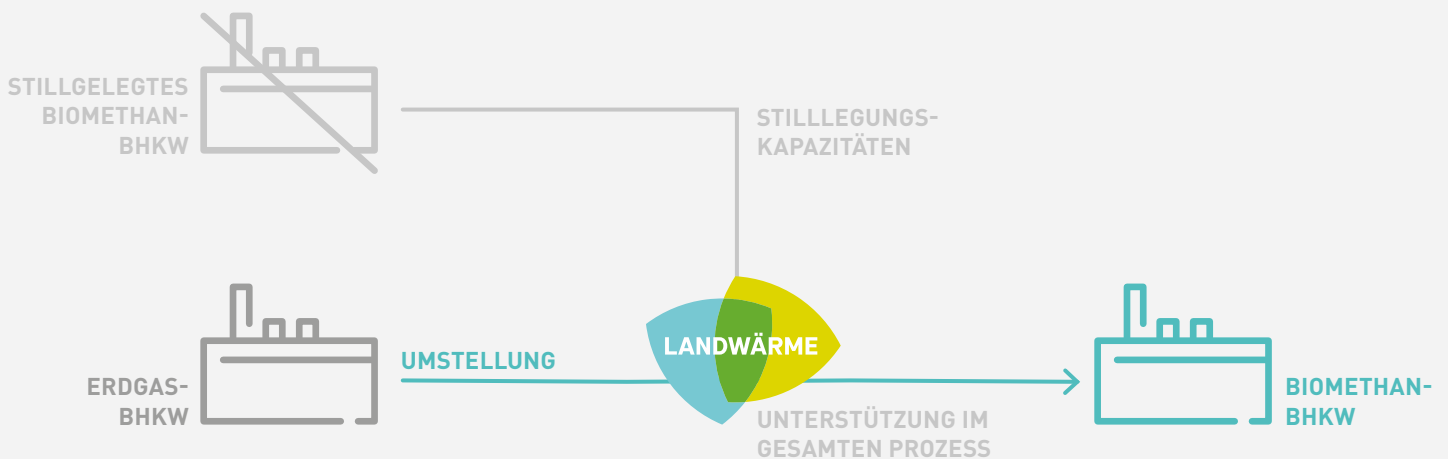 STILLGELEGTES
BIOMETHAN-
BHKW
STILLLEGUNGS-
KAPAZITÄTEN
ERDGAS-
BHKW
UMSTELLUNG
LANDWÄRME
UNTERSTÜTZUNG IM
GESAMTEN PROZESS
BIOMETHAN-
BHKW